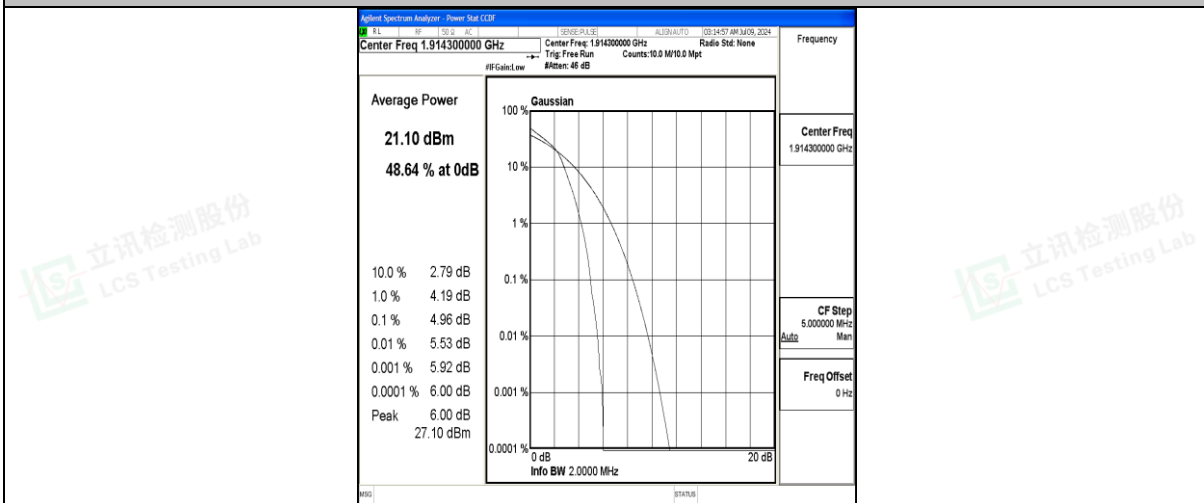 Agilent Spectrum Analyzer - Power Stat CCDF
RL RF 50 Ω AC SENSE:PULSE ALIGN AUTO 03:14:57 AM Jul 09, 2024
Center Freq 1.914300000 GHz
Center Freq: 1.914300000 GHz Radio Std: None
Trig: Free Run Counts:10.0 M/10.0 Mpt
#IFGain:Low #Atten: 46 dB
Frequency
Average Power
21.10 dBm
48.64 % at 0dB
10.0 % 2.79 dB
1.0 % 4.19 dB
0.1 % 4.96 dB
0.01 % 5.53 dB
0.001 % 5.92 dB
0.0001 % 6.00 dB
Peak 6.00 dB
27.10 dBm
Gaussian
100 %
10 %
1 %
0.1 %
0.01 %
0.001 %
0.0001 %
0 dB 20 dB
Info BW 2.0000 MHz
Center Freq
1.914300000 GHz
CF Step
5.000000 MHz
Auto Man
Freq Offset
0 Hz
MSG STATUS
立讯检测股份
LCS Testing Lab
立讯检测股份
LCS Testing Lab